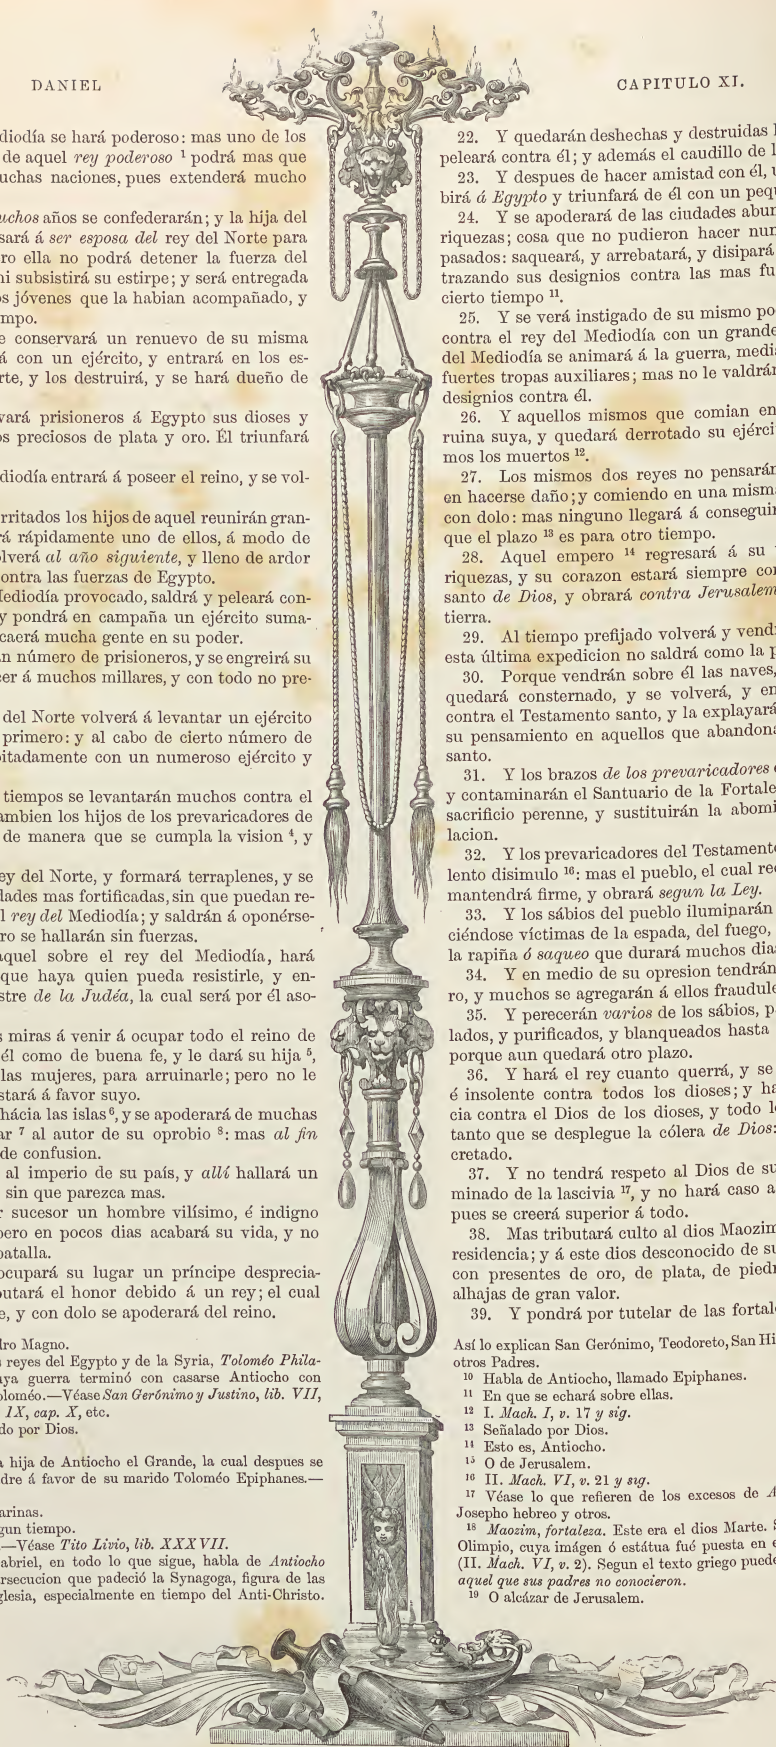 DANIEL
CAPITULO XI.
diodía se hará poderoso: mas uno de los
de aquel rey poderoso ¹ podrá mas que
uchas naciones, pues extenderá mucho
uchos años se confederarán; y la hija del
sará á ser esposa del rey del Norte para
ro ella no podrá detener la fuerza del
ni subsistirá su estirpe; y será entregada
s jóvenes que la habian acompañado, y
mpo.
e conservará un renuevo de su misma
á con un ejército, y entrará en los es-
rte, y los destruirá, y se hará dueño de
vará prisioneros á Egipto sus dioses y
s preciosos de plata y oro. Él triunfará
diodía entrará á poseer el reino, y se vol-
rritados los hijos de aquel reunirán gran-
rá rápidamente uno de ellos, á modo de
olverá al año siguiente, y lleno de ardor
ontra las fuerzas de Egipto.
Mediodía provocado, saldrá y peleará con-
y pondrá en campaña un ejército suma-
caerá mucha gente en su poder.
an número de prisioneros, y se engreirá su
cer á muchos millares, y con todo no pre-
del Norte volverá á levantar un ejército
primero: y al cabo de cierto número de
pitadamente con un numeroso ejército y
tiempos se levantarán muchos contra el
ambien los hijos de los prevaricadores de
de manera que se cumpla la vision ⁴, y
ey del Norte, y formará terraplenes, y se
dades mas fortificadas, sin que puedan re-
l rey del Mediodía; y saldrán á oponérse-
ro se hallarán sin fuerzas.
aquel sobre el rey del Mediodía, hará
que haya quien pueda resistirle, y en-
stre de la Judéa, la cual será por él aso-
s miras á venir á ocupar todo el reino de
él como de buena fe, y le dará su hija ⁵,
las mujeres, para arruinarle; pero no le
stará á favor suyo.
hácia las islas ⁶, y se apoderará de muchas
ar ⁷ al autor de su oprobio ⁸: mas al fin
de confusion.
al imperio de su país, y allí hallará un
sin que parezca mas.
r sucesor un hombre vilísimo, é indigno
pero en pocos dias acabará su vida, y no
batalla.
ocupará su lugar un príncipe desprecia-
butará el honor debido á un rey; el cual
e, y con dolo se apoderará del reino.
dro Magno.
s reyes del Egypto y de la Syria, Toloméo Phila-
uya guerra terminó con casarse Antiocho con
oloméo.—Véase San Gerónimo y Justino, lib. VII,
IX, cap. X, etc.
do por Dios.
a hija de Antiocho el Grande, la cual despues se
dre á favor de su marido Toloméo Epiphanes.—
arinas.
gun tiempo.
.—Véase Tito Livio, lib. XXXVII.
abriel, en todo lo que sigue, habla de Antiocho
rsecucion que padeció la Synagoga, figura de las
glesia, especialmente en tiempo del Anti-Christo.
22. Y quedarán deshechas y destruidas l
peleará contra él; y además el caudillo de l
23. Y despues de hacer amistad con él, u
birá á Egypto y triunfará de él con un pequ
24. Y se apoderará de las ciudades abun
riquezas; cosa que no pudieron hacer nun
pasados: saqueará, y arrebatará, y disipará
trazando sus designios contra las mas fu
cierto tiempo ¹¹.
25. Y se verá instigado de su mismo po
contra el rey del Mediodía con un grande
del Mediodía se animará á la guerra, media
fuertes tropas auxiliares; mas no le valdrán
designios contra él.
26. Y aquellos mismos que comian en
ruina suya, y quedará derrotado su ejérci
mos los muertos ¹².
27. Los mismos dos reyes no pensarán
en hacerse daño; y comiendo en una misma
con dolo: mas ninguno llegará á conseguir
que el plazo ¹³ es para otro tiempo.
28. Aquel empero ¹⁴ regresará á su
riquezas, y su corazon estará siempre con
santo de Dios, y obrará contra Jerusalem
tierra.
29. Al tiempo prefijado volverá y vend
esta última expedicion no saldrá como la p
30. Porque vendrán sobre él las naves,
quedará consternado, y se volverá, y en
contra el Testamento santo, y la explayará
su pensamiento en aquellos que abandona
santo.
31. Y los brazos de los prevaricadores
y contaminarán el Santuario de la Fortale
sacrificio perenne, y sustituirán la abomi
lacion.
32. Y los prevaricadores del Testamento
lento disimulo ¹⁶: mas el pueblo, el cual rec
mantendrá firme, y obrará segun la Ley.
33. Y los sábios del pueblo iluminarán
ciéndose víctimas de la espada, del fuego,
la rapiña ó saqueo que durará muchos dias
34. Y en medio de su opresion tendrán
ro, y muchos se agregarán á ellos fraudule
35. Y perecerán varios de los sábios, p
lados, y purificados, y blanqueados hasta
porque aun quedará otro plazo.
36. Y hará el rey cuanto querrá, y se
é insolente contra todos los dioses; y ha
cia contra el Dios de los dioses, y todo l
tanto que se desplegue la cólera de Dios:
cretado.
37. Y no tendrá respeto al Dios de su
minado de la lascivia ¹⁷, y no hará caso a
pues se creerá superior á todo.
38. Mas tributará culto al dios Maozim
residencia; y á este dios desconocido de su
con presentes de oro, de plata, de piedr
alhajas de gran valor.
39. Y pondrá por tutelar de las fortale
Así lo explican San Gerónimo, Teodoreto, San Hi
otros Padres.
¹⁰ Habla de Antiocho, llamado Epiphanes.
¹¹ En que se echará sobre ellas.
¹² I. Mach. I, v. 17 y sig.
¹³ Señalado por Dios.
¹⁴ Esto es, Antiocho.
¹⁵ O de Jerusalem.
¹⁶ II. Mach. VI, v. 21 y sig.
¹⁷ Véase lo que refieren de los excesos de A
Josepho hebreo y otros.
¹⁸ Maozim, fortaleza. Este era el dios Marte. S
Olimpio, cuya imágen ó estátua fué puesta en e
(II. Mach. VI, v. 2). Segun el texto griego puede
aquel que sus padres no conocieron.
¹⁹ O alcázar de Jerusalem.